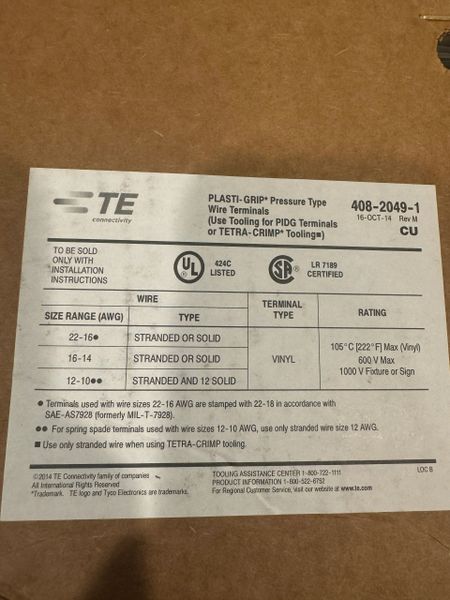 TE
connectivity
PLASTI-GRIP* Pressure Type
Wire Terminals
(Use Tooling for PIDG Terminals
or TETRA-CRIMP* Tooling■)
408-2049-1
16-OCT-14 Rev M
CU
TO BE SOLD
ONLY WITH
INSTALLATION
INSTRUCTIONS
UL
424C
LISTED
SA
LR 7189
CERTIFIED
WIRE
TERMINAL
TYPE
RATING
SIZE RANGE (AWG)
TYPE
22-16●
STRANDED OR SOLID
16-14
STRANDED OR SOLID
12-10●●
STRANDED AND 12 SOLID
VINYL
105°C [222°F] Max (Vinyl)
600 V Max
1000 V Fixture or Sign
● Terminals used with wire sizes 22-16 AWG are stamped with 22-18 in accordance with
SAE-AS7928 (formerly MIL-T-7928).
●● For spring spade terminals used with wire sizes 12-10 AWG, use only stranded wire size 12 AWG.
■ Use only stranded wire when using TETRA-CRIMP tooling.
©2014 TE Connectivity family of companies
All International Rights Reserved
*Trademark. TE logo and Tyco Electronics are trademarks.
TOOLING ASSISTANCE CENTER 1-800-722-1111
PRODUCT INFORMATION 1-800-522-6752
For Regional Customer Service, visit our website at www.te.com
LOC B